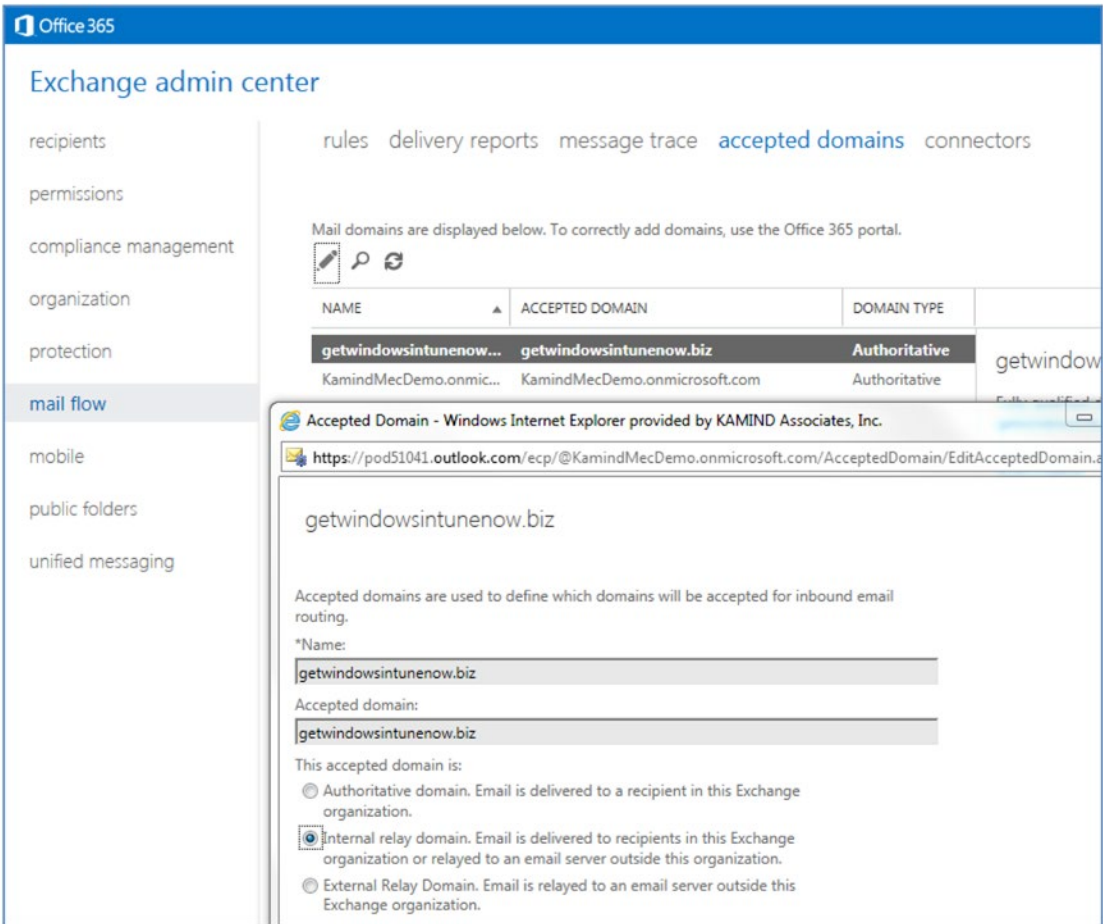 Office 365
Exchange admin center
recipients
permissions
compliance management
organization
protection
mail flow
mobile
public folders
unified messaging
rules delivery reports message trace accepted domains connectors
Mail domains are displayed below. To correctly add domains, use the Office 365 portal.
NAME ACCEPTED DOMAIN DOMAIN TYPE
getwindowsintunenow... getwindowsintunenow.biz Authoritative
KamindMecDemo.onmic... KamindMecDemo.onmicrosoft.com Authoritative
getwindow
Accepted Domain - Windows Internet Explorer provided by KAMIND Associates, Inc.
https://pod51041.outlook.com/ecp/@KamindMecDemo.onmicrosoft.com/AcceptedDomain/EditAcceptedDomain.a
getwindowsintunenow.biz
Accepted domains are used to define which domains will be accepted for inbound email
routing.
*Name:
getwindowsintunenow.biz
Accepted domain:
getwindowsintunenow.biz
This accepted domain is:
Authoritative domain. Email is delivered to a recipient in this Exchange
organization.
Internal relay domain. Email is delivered to recipients in this Exchange
organization or relayed to an email server outside this organization.
External Relay Domain. Email is relayed to an email server outside this
Exchange organization.